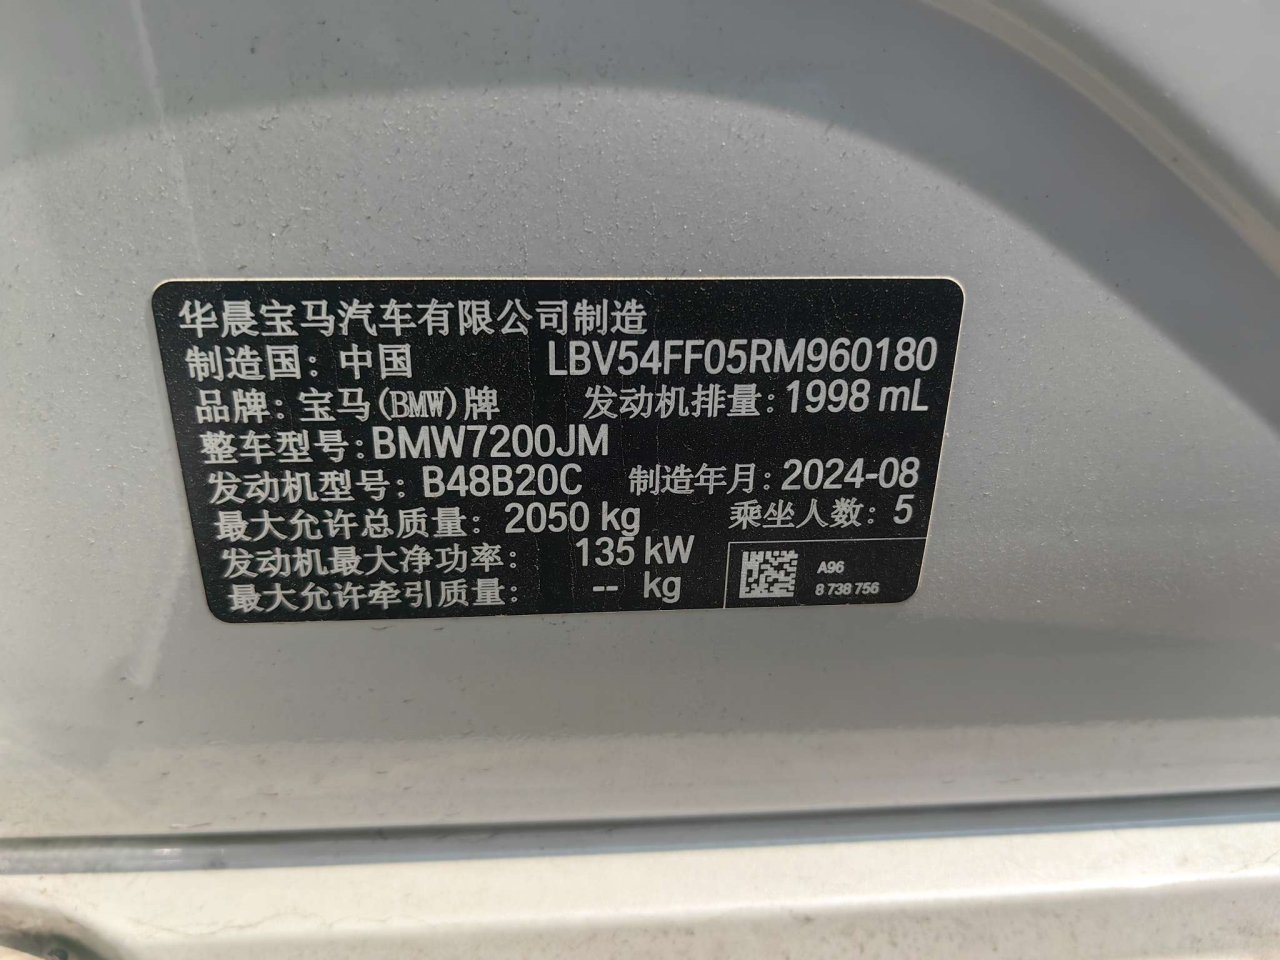 华晨宝马汽车有限公司制造
制造国: 中国 LBV54FF05RM960180
品牌: 宝马(BMW)牌 发动机排量: 1998 mL
整车型号: BMW7200JM
发动机型号: B48B20C 制造年月: 2024-08
最大允许总质量: 2050 kg 乘坐人数: 5
发动机最大净功率: 135 kW
最大允许牵引质量: -- kg
A96
8 738 756